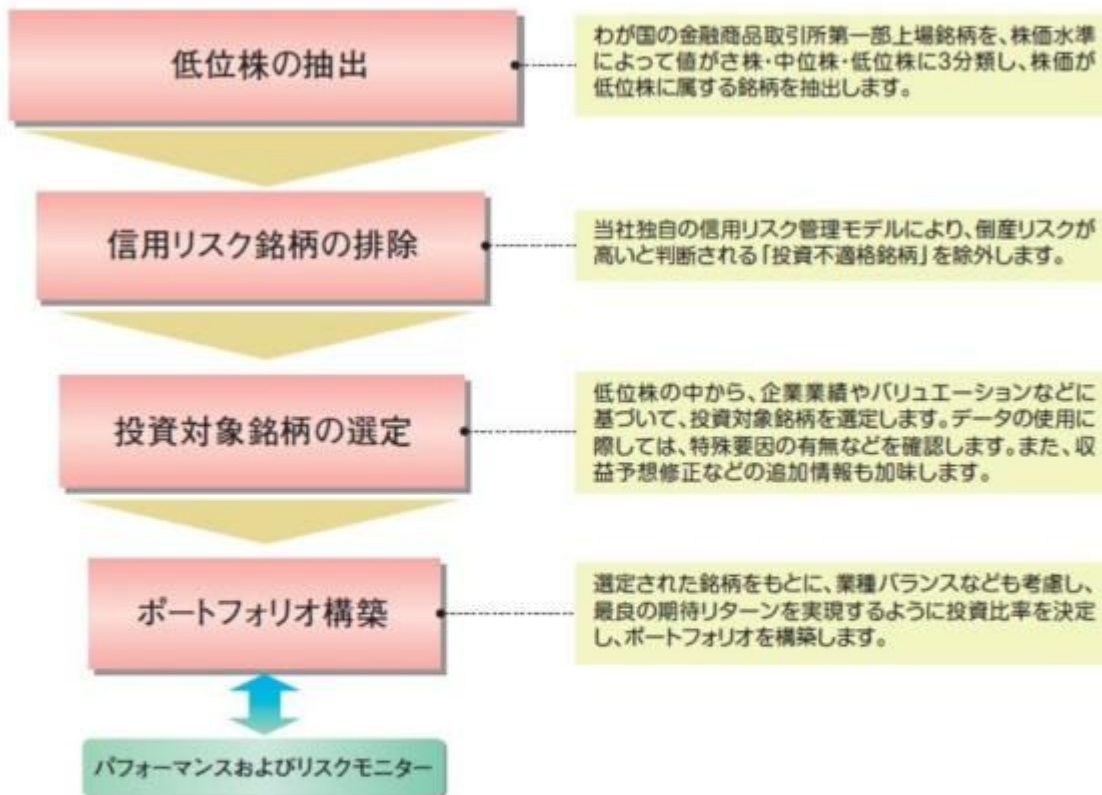 低位株の抽出
わが国の金融商品取引所第一部上場銘柄を、株価水準
によって値がさ株・中位株・低位株に3分類し、株価が
低位株に属する銘柄を抽出します。
信用リスク銘柄の排除
当社独自の信用リスク管理モデルにより、倒産リスクが
高いと判断される「投資不適格銘柄」を除外します。
投資対象銘柄の選定
低位株の中から、企業業績やバリュエーションなどに
基づいて、投資対象銘柄を選定します。データの使用に
際しては、特殊要因の有無などを確認します。また、収
益予想修正などの追加情報も加味します。
ポートフォリオ構築
選定された銘柄をもとに、業種バランスなども考慮し、
最良の期待リターンを実現するように投資比率を決定
し、ポートフォリオを構築します。
パフォーマンスおよびリスクモニター